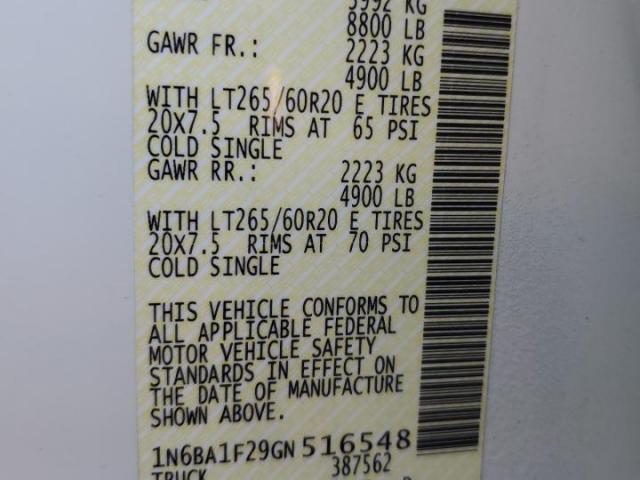 3992 KG
8800 LB
GAWR FR.: 2223 KG
4900 LB
WITH LT265/60R20 E TIRES
20X7.5 RIMS AT 65 PSI
COLD SINGLE
GAWR RR.: 2223 KG
4900 LB
WITH LT265/60R20 E TIRES
20X7.5 RIMS AT 70 PSI
COLD SINGLE
THIS VEHICLE CONFORMS TO
ALL APPLICABLE FEDERAL
MOTOR VEHICLE SAFETY
STANDARDS IN EFFECT ON
THE DATE OF MANUFACTURE
SHOWN ABOVE.
1N6BA1F29GN516548
TRUCK 387562